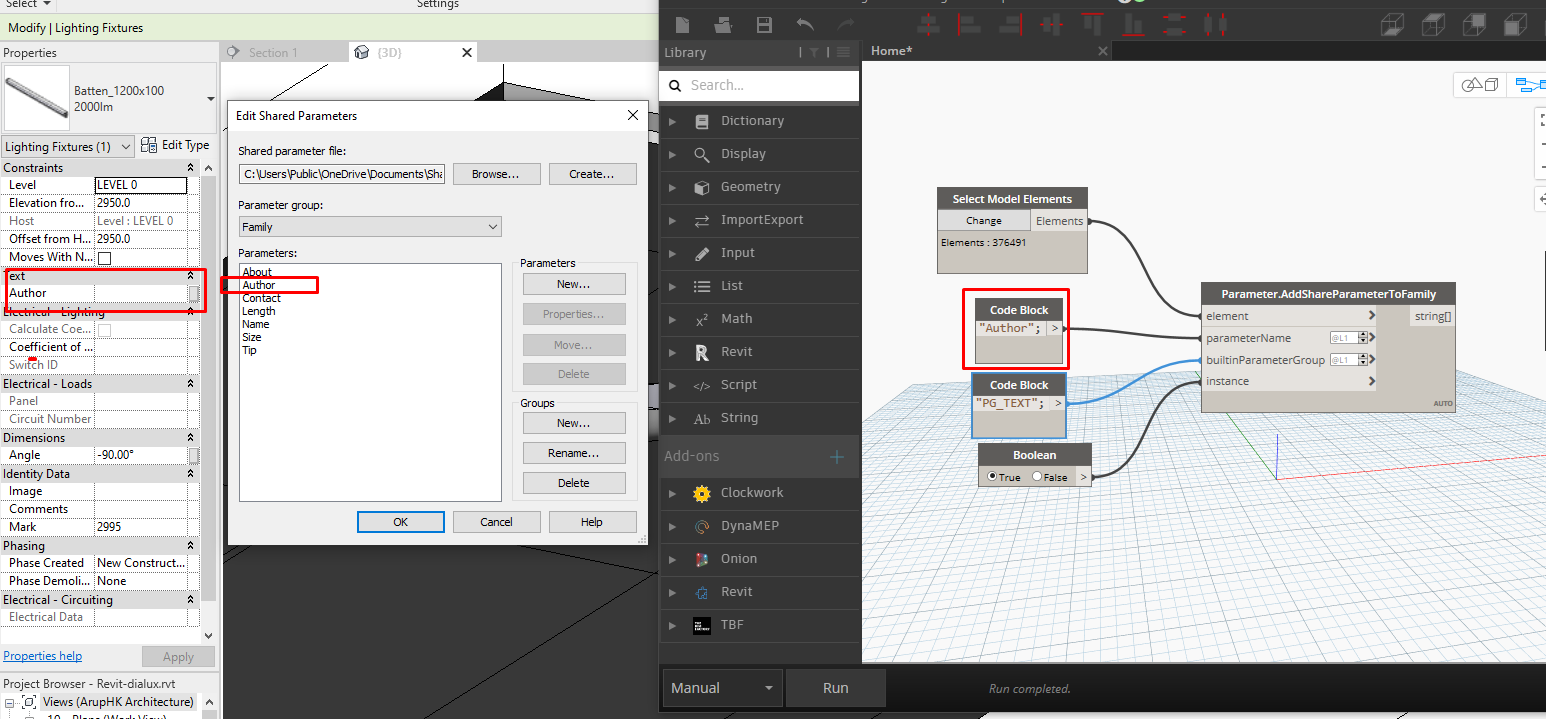 Select
Settings
Modify | Lighting Fixtures
Properties
Batten_1200x100
2000lm
Lighting Fixtures (1)
Edit Type
Constraints
Level LEVEL 0
Elevation fro... 2950.0
Host Level : LEVEL 0
Offset from H... 2950.0
Moves With N...
ext
Author
Electrical - Lighting
Calculate Coe...
Coefficient of
Switch ID
Electrical - Loads
Panel
Circuit Number
Dimensions
Angle -90.00°
Identity Data
Image
Comments
Mark 2995
Phasing
Phase Created New Construct...
Phase Demoli... None
Electrical - Circuiting
Electrical Data
Properties help
Apply
Project Browser - Revit-dialux.rvt
Views (ArupHK Architecture)
10 - Plans (Work View)
Section 1
{3D}
Edit Shared Parameters
Shared parameter file:
C:\Users\Public\OneDrive\Documents\Sha
Browse...
Create...
Parameter group:
Family
Parameters:
About
Author
Contact
Length
Name
Size
Tip
Parameters
New...
Properties...
Move...
Delete
Groups
New...
Rename...
Delete
OK
Cancel
Help
Library
Search...
Dictionary
Display
Geometry
ImportExport
Input
List
Math
Revit
Script
String
Add-ons
Clockwork
DynaMEP
Onion
Revit
TBF
Manual
Run
Run completed.
Home*
Select Model Elements
Change
Elements
Elements : 376491
Code Block
"Author"; >
Code Block
"PG_TEXT"; >
Boolean
True False >
Parameter.AddShareParameterToFamily
element >
string[]
parameterName @L1 >
builtinParameterGroup @L1 >
instance >
AUTO